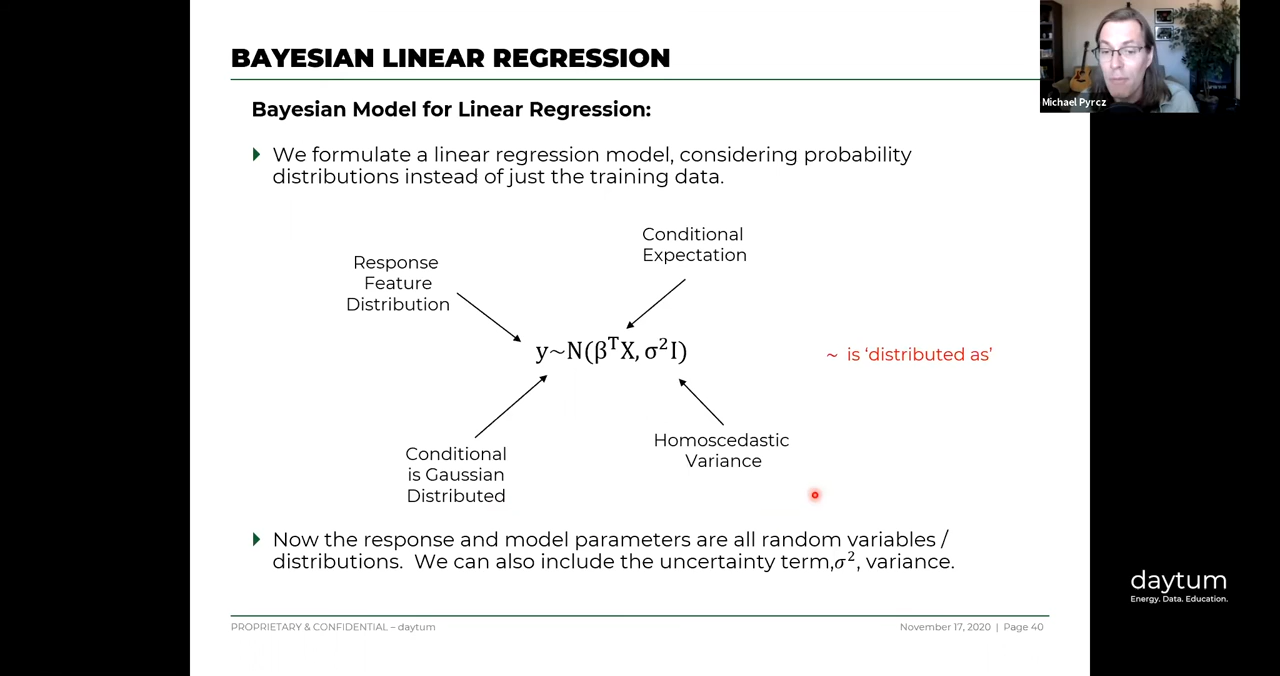 BAYESIAN LINEAR REGRESSION
Michael Pyrcz
Bayesian Model for Linear Regression:
We formulate a linear regression model, considering probability
distributions instead of just the training data.
Conditional
Expectation
Response
Feature
Distribution
y~N(βᵀX, σ²I)
~ is ‘distributed as’
Homoscedastic
Variance
Conditional
is Gaussian
Distributed
Now the response and model parameters are all random variables /
distributions. We can also include the uncertainty term,σ², variance.
daytum
Energy. Data. Education.
PROPRIETARY & CONFIDENTIAL – daytum
November 17, 2020 | Page 40